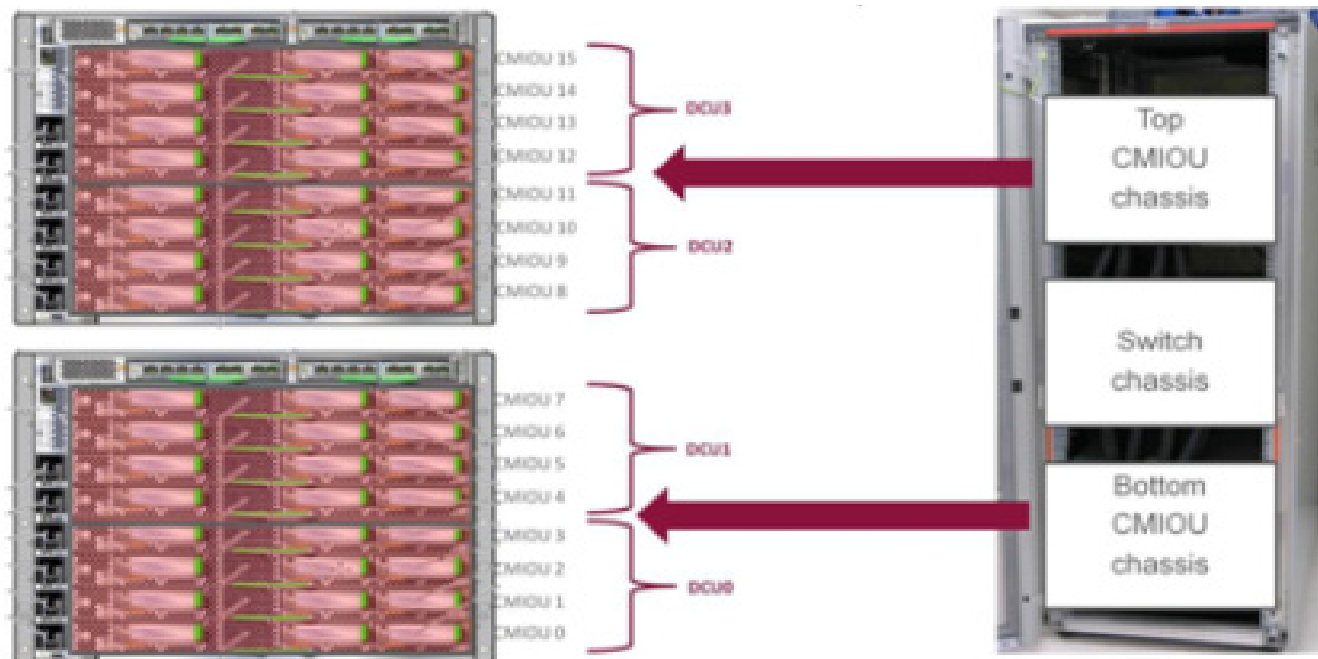 CMIOU 15
CMIOU 14
CMIOU 13
CMIOU 12
DCU3
CMIOU 11
CMIOU 10
CMIOU 9
CMIOU 8
DCU2
CMIOU 7
CMIOU 6
CMIOU 5
CMIOU 4
DCU1
CMIOU 3
CMIOU 2
CMIOU 1
CMIOU 0
DCU0
Top
CMIOU
chassis
Switch
chassis
Bottom
CMIOU
chassis